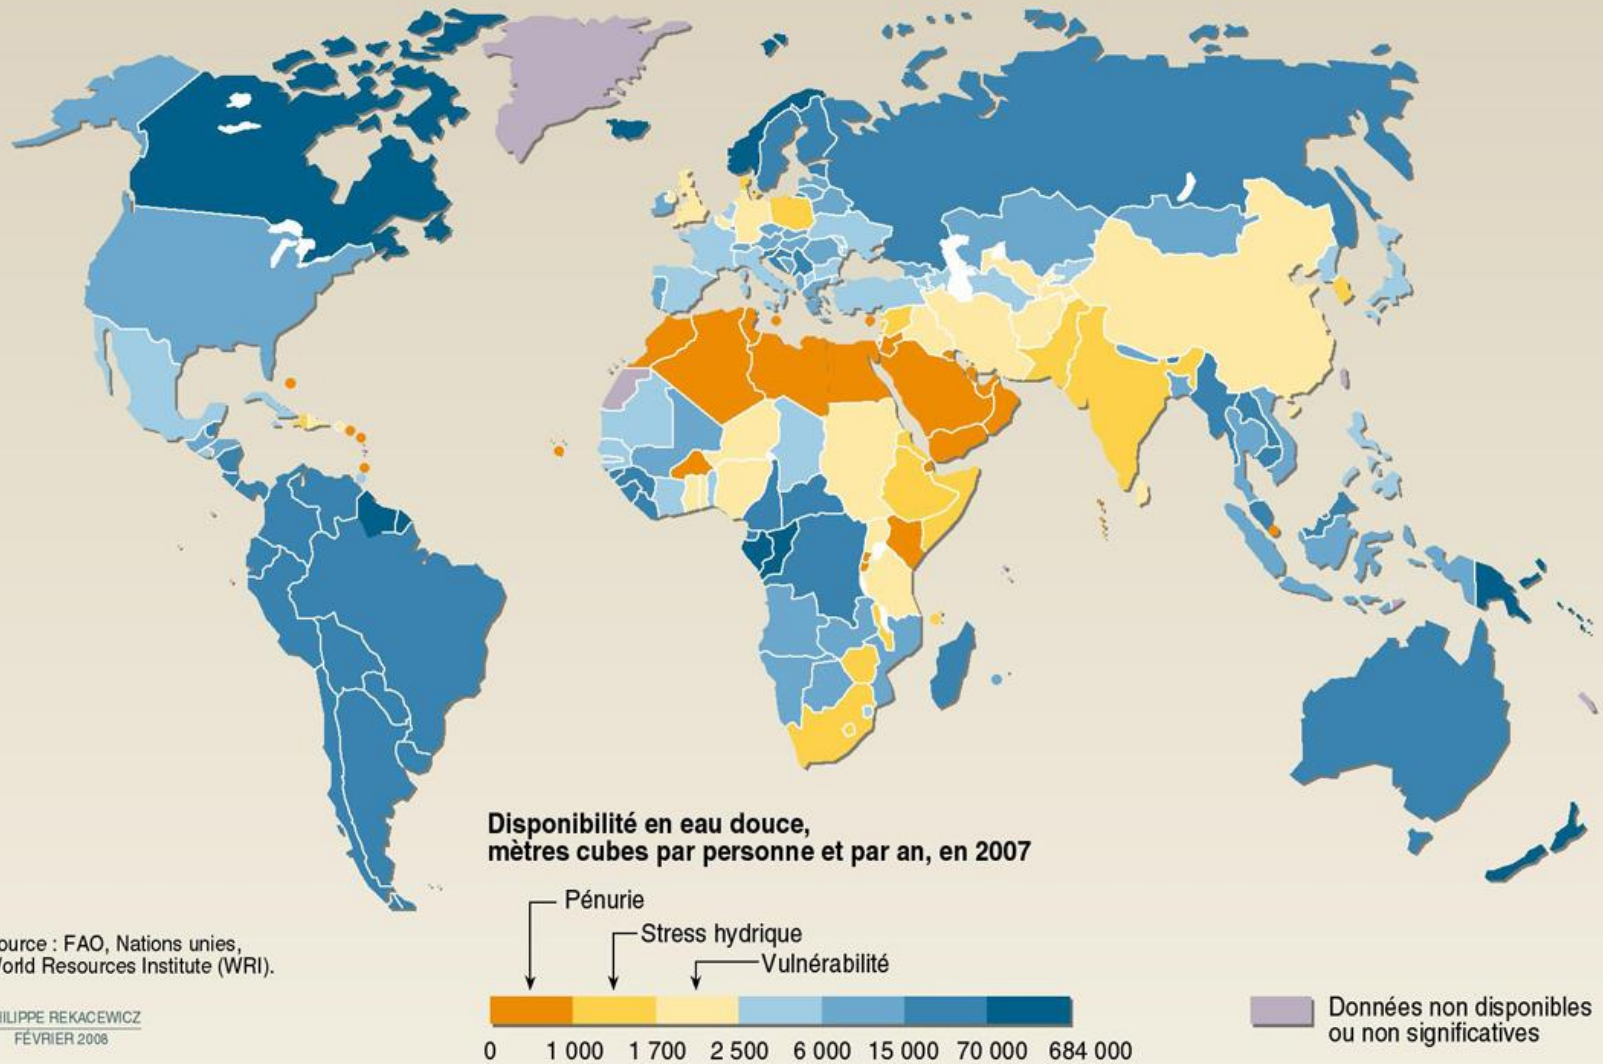 Disponibilité en eau douce,
mètres cubes par personne et par an, en 2007
Pénurie
Stress hydrique
Vulnérabilité
0 1 000 1 700 2 500 6 000 15 000 70 000 684 000
Données non disponibles
ou non significatives
ource : FAO, Nations unies,
orld Resources Institute (WRI).
ILIPPE REKACEWICZ
FÉVRIER 2008